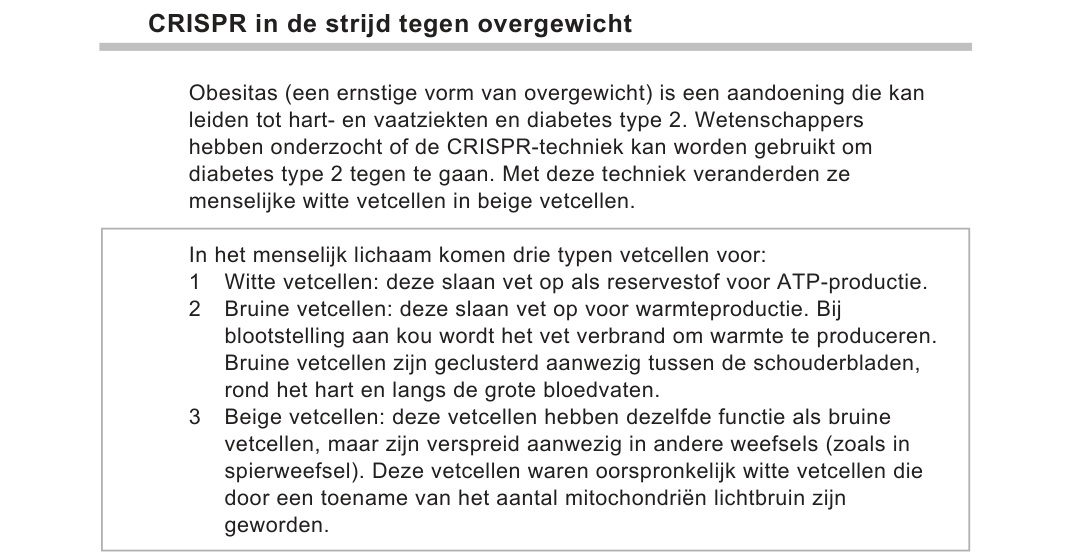 CRISPR in de strijd tegen overgewicht
Obesitas (een ernstige vorm van overgewicht) is een aandoening die kan
leiden tot hart- en vaatziekten en diabetes type 2. Wetenschappers
hebben onderzocht of de CRISPR-techniek kan worden gebruikt om
diabetes type 2 tegen te gaan. Met deze techniek veranderden ze
menselijke witte vetcellen in beige vetcellen.
In het menselijk lichaam komen drie typen vetcellen voor:
1 Witte vetcellen: deze slaan vet op als reservestof voor ATP-productie.
2 Bruine vetcellen: deze slaan vet op voor warmteproductie. Bij
blootstelling aan kou wordt het vet verbrand om warmte te produceren.
Bruine vetcellen zijn geclusterd aanwezig tussen de schouderbladen,
rond het hart en langs de grote bloedvaten.
3 Beige vetcellen: deze vetcellen hebben dezelfde functie als bruine
vetcellen, maar zijn verspreid aanwezig in andere weefsels (zoals in
spierweefsel). Deze vetcellen waren oorspronkelijk witte vetcellen die
door een toename van het aantal mitochondriën lichtbruin zijn
geworden.